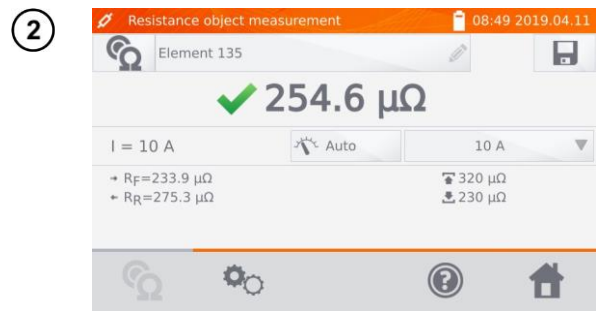 2
Resistance object measurement 08:49 2019.04.11
Element 135
254.6 µΩ
I = 10 A Auto 10 A
RF=233.9 µΩ 320 µΩ
RR=275.3 µΩ 230 µΩ